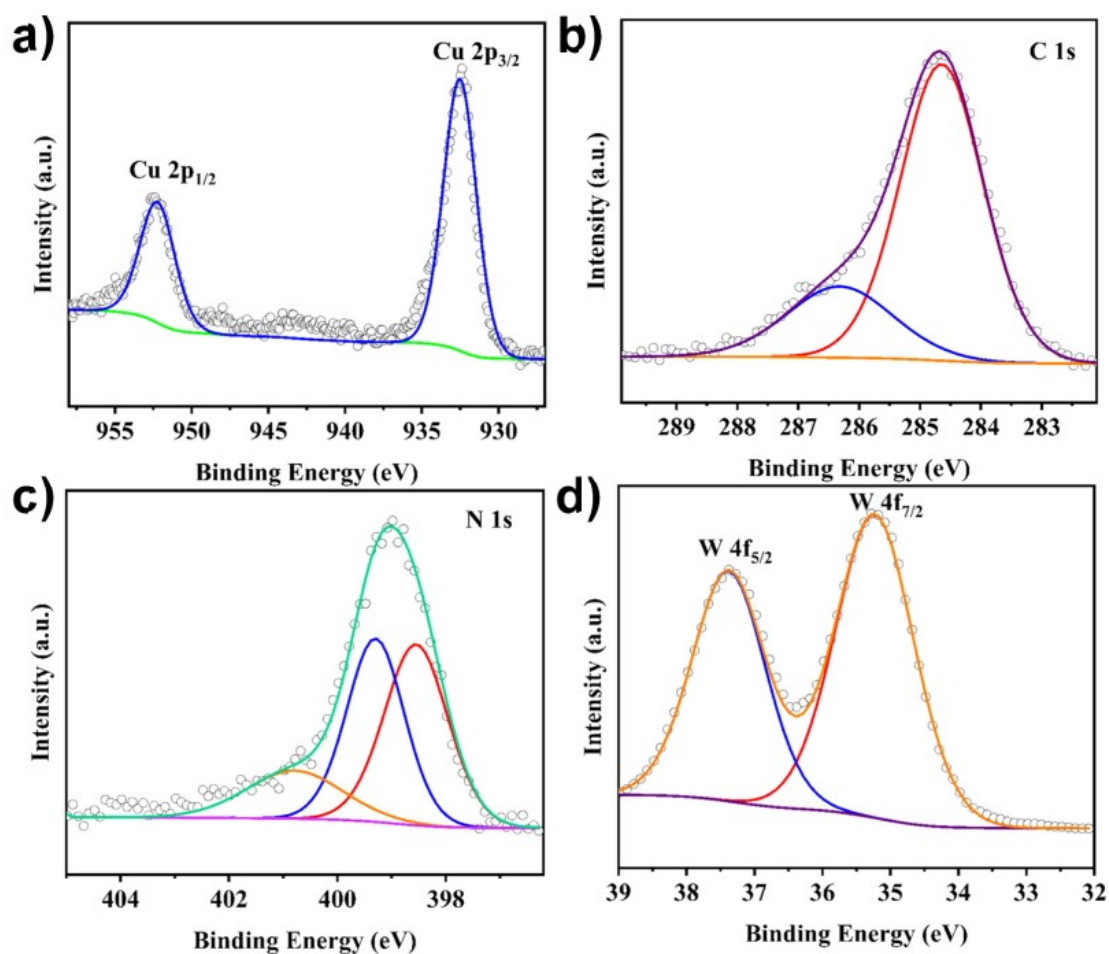 a)
Cu 2p3/2
Cu 2p1/2
Intensity (a.u.)
955 950 945 940 935 930
Binding Energy (eV)
b)
C 1s
Intensity (a.u.)
289 288 287 286 285 284 283
Binding Energy (eV)
c)
N 1s
Intensity (a.u.)
404 402 400 398
Binding Energy (eV)
d)
W 4f7/2
W 4f5/2
Intensity (a.u.)
39 38 37 36 35 34 33 32
Binding Energy (eV)